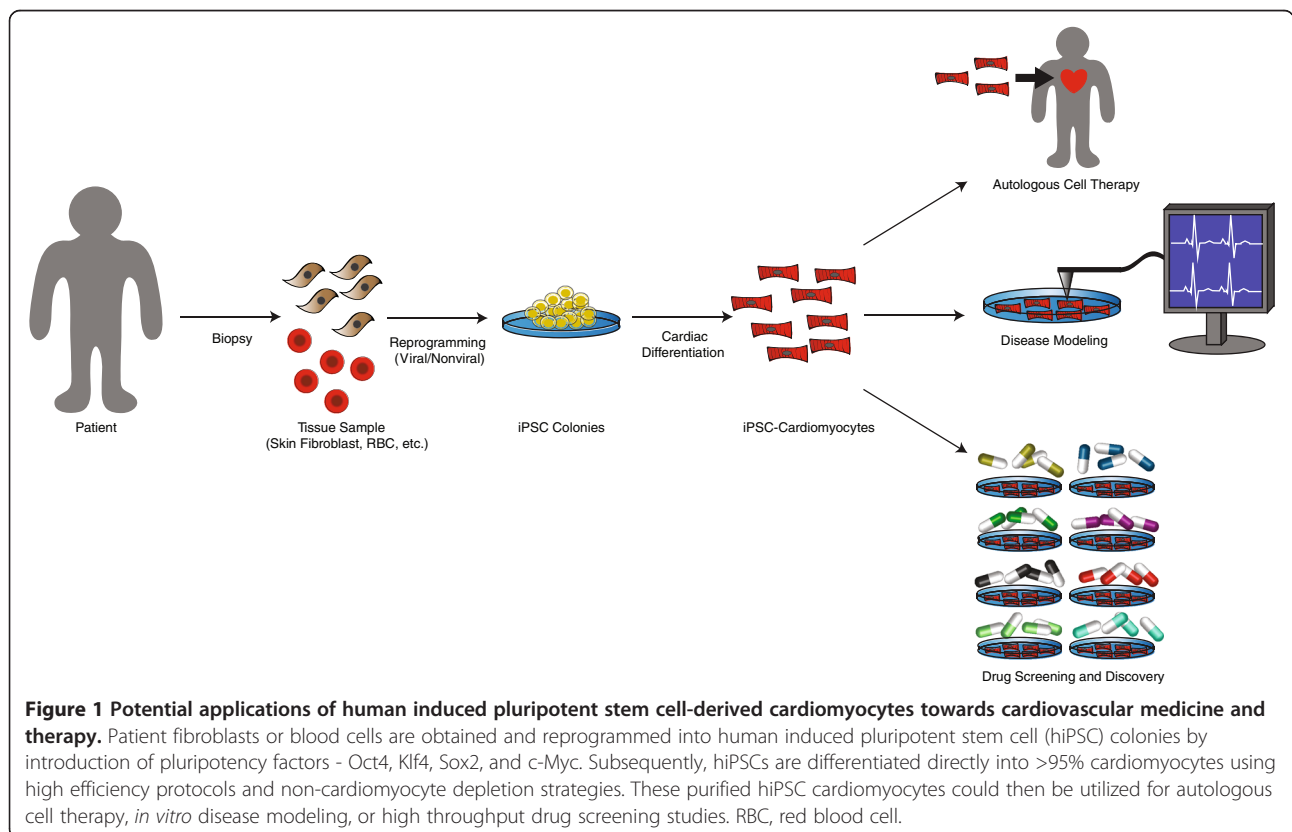 Autologous Cell Therapy
Biopsy
Reprogramming
(Viral/Nonviral)
Cardiac
Differentiation
Disease Modeling
Patient
Tissue Sample
(Skin Fibroblast, RBC, etc.)
iPSC Colonies
iPSC-Cardiomyocytes
Drug Screening and Discovery
Figure 1 Potential applications of human induced pluripotent stem cell-derived cardiomyocytes towards cardiovascular medicine and
therapy. Patient fibroblasts or blood cells are obtained and reprogrammed into human induced pluripotent stem cell (hiPSC) colonies by
introduction of pluripotency factors - Oct4, Klf4, Sox2, and c-Myc. Subsequently, hiPSCs are differentiated directly into >95% cardiomyocytes using
high efficiency protocols and non-cardiomyocyte depletion strategies. These purified hiPSC cardiomyocytes could then be utilized for autologous
cell therapy, in vitro disease modeling, or high throughput drug screening studies. RBC, red blood cell.